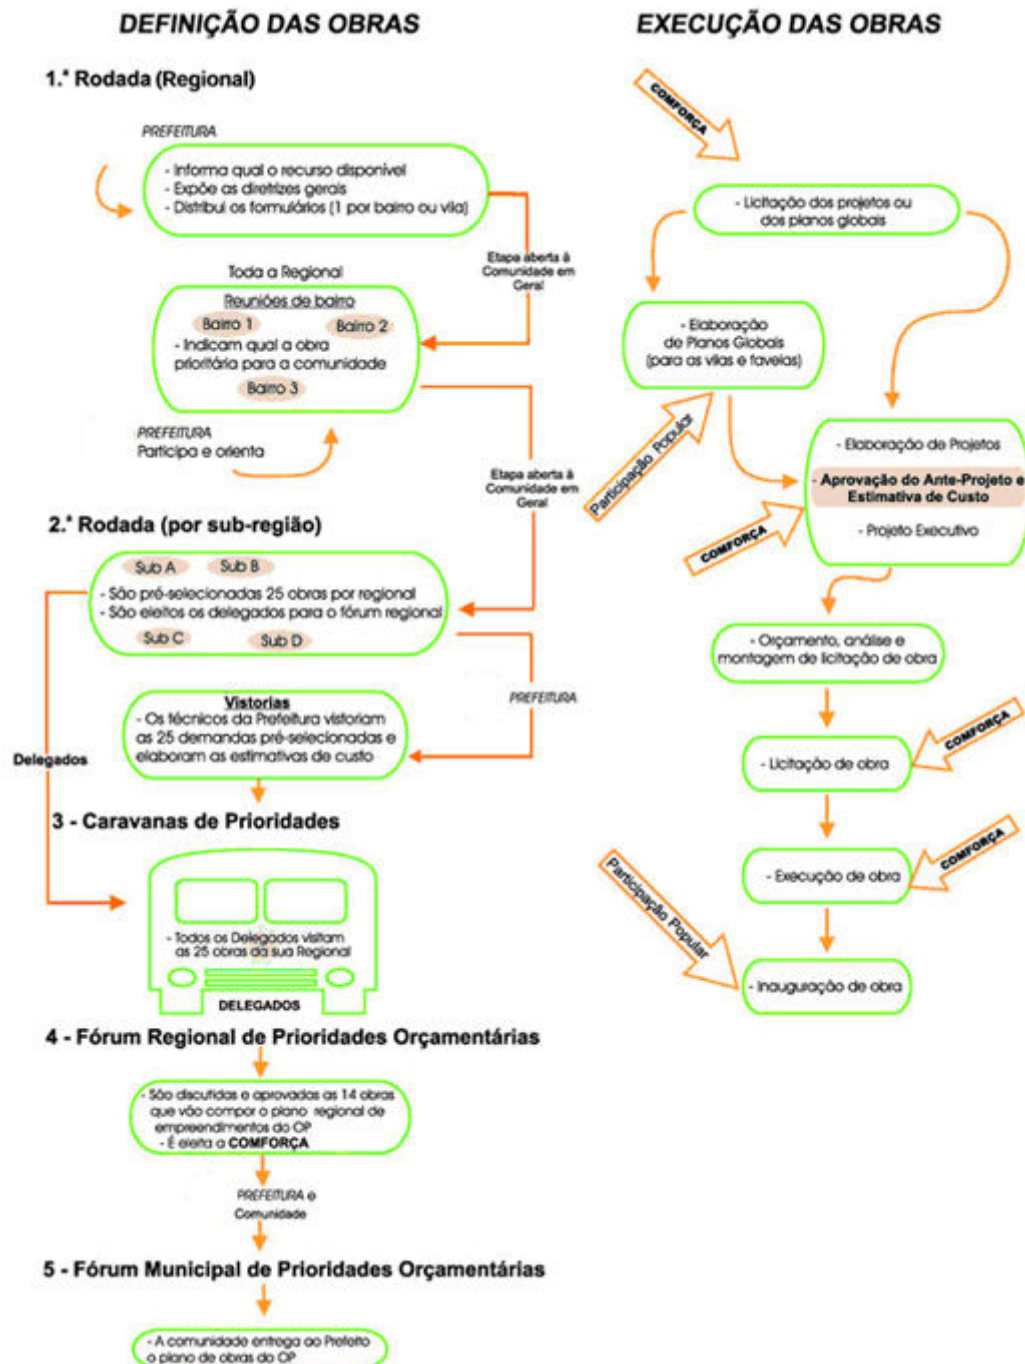 DEFINIÇÃO DAS OBRAS
1.ª Rodada (Regional)
PREFEITURA
- Informa qual o recurso disponível
- Expõe as diretrizes gerais
- Distribui os formulários (1 por bairro ou vila)
Etapa aberta à
Comunidade em
Geral
Toda a Regional
Reuniões de bairro
Bairro 1
Bairro 2
- Indicam qual a obra
prioritária para a comunidade
Bairro 3
PREFEITURA
Participa e orienta
Etapa aberta à
Comunidade em
Geral
2.ª Rodada (por sub-região)
Sub A
Sub B
- São pré-selecionadas 25 obras por regional
- São eleitos os delegados para o fórum regional
Sub C
Sub D
PREFEITURA
Vistorias
- Os técnicos da Prefeitura vistoriam
as 25 demandas pré-selecionadas e
elaboram as estimativas de custo
Delegados
3 - Caravanas de Prioridades
- Todos os Delegados visitam
as 25 obras da sua Regional
DELEGADOS
4 - Fórum Regional de Prioridades Orçamentárias
- São discutidas e aprovadas as 14 obras
que vão compor o plano regional de
empreendimentos do OP
- É eleita a COMFORÇA
PREFEITURA e
Comunidade
5 - Fórum Municipal de Prioridades Orçamentárias
- A comunidade entrega ao Prefeito
o plano de obras do OP
EXECUÇÃO DAS OBRAS
COMFORÇA
- Licitação dos projetos ou
dos planos globais
- Elaboração
de Planos Globais
(para as vilas e favelas)
Participação Popular
- Elaboração de Projetos
- Aprovação do Ante-Projeto e
Estimativa de Custo
- Projeto Executivo
COMFORÇA
- Orçamento, análise e
montagem de licitação de obra
COMFORÇA
- Licitação de obra
COMFORÇA
- Execução de obra
Participação Popular
- Inauguração de obra